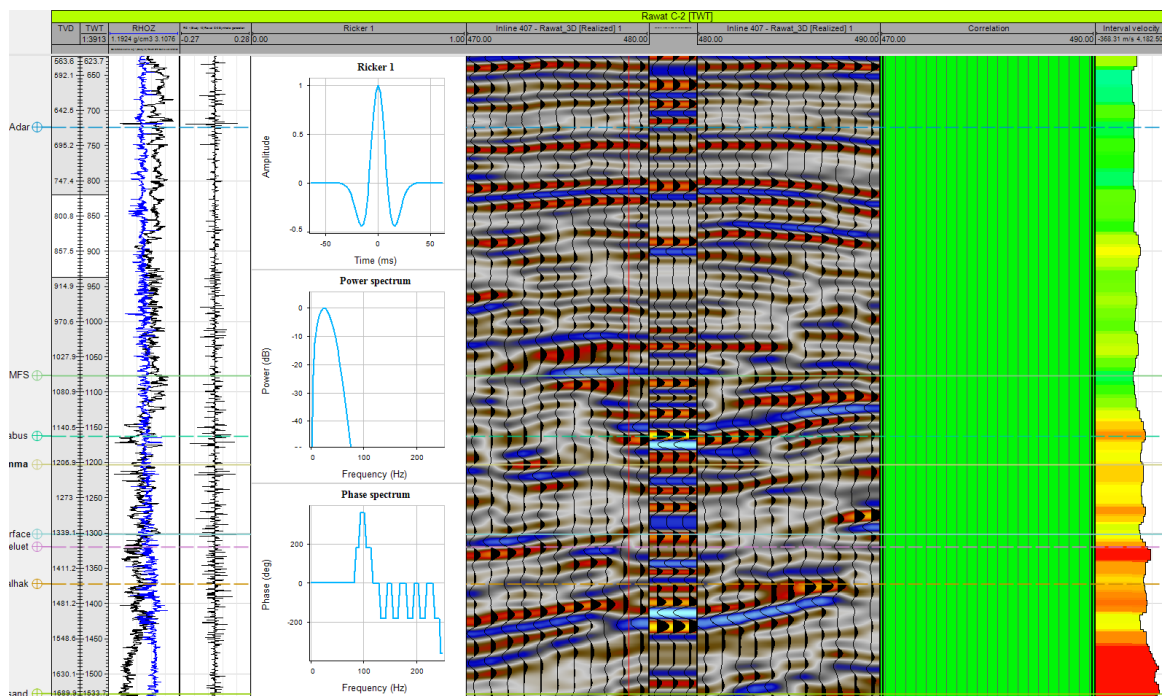 Rawat C-2 [TWT]
TVD TWT RHOZ Ricker 1 Inline 407 - Rawat_3D [Realized] 1 Inline 407 - Rawat_3D [Realized] 1 Correlation Interval velocity
1:3913 1.1924 g/cm3 3.1076 -0.27 0.28 0.00 1.00 470.00 480.00 480.00 490.00 470.00 490.00 -368.31 m/s 4,182.50
563.6 623.7
592.1 650
642.5 700
Adar
695.2 750
747.4 800
800.8 850
857.5 900
914.9 950
970.6 1000
1027.9 1050
MFS
1080.9 1100
1140.5 1150
abus
1206.9 1200
nma
1273 1250
1339.1 1300
rface
eluet
1411.2 1350
alhak
1481.2 1400
1548.6 1450
1630.1 1500
sand
1689.9 1533.7
Ricker 1
Amplitude
1
0.5
0
-0.5
-50 0 50
Time (ms)
Power spectrum
Power (dB)
0
-10
-20
-30
-40
0 100 200
Frequency (Hz)
Phase spectrum
Phase (deg)
200
0
-200
0 100 200
Frequency (Hz)